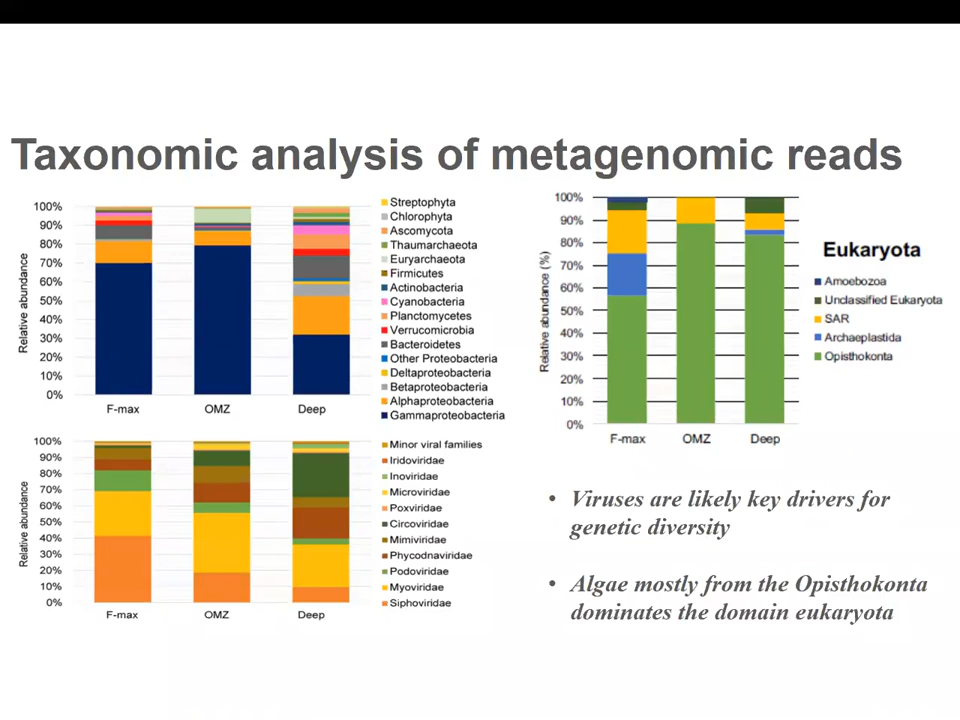 Taxonomic analysis of metagenomic reads
Relative abundance
100%
90%
80%
70%
60%
50%
40%
30%
20%
10%
0%
F-max
OMZ
Deep
Streptophyta
Chlorophyta
Ascomycota
Thaumarchaeota
Euryarchaeota
Firmicutes
Actinobacteria
Cyanobacteria
Planctomycetes
Verrucomicrobia
Bacteroidetes
Other Proteobacteria
Deltaproteobacteria
Betaproteobacteria
Alphaproteobacteria
Gammaproteobacteria
Relative abundance
100%
90%
80%
70%
60%
50%
40%
30%
20%
10%
0%
F-max
OMZ
Deep
Minor viral families
Iridoviridae
Inoviridae
Microviridae
Poxviridae
Circoviridae
Mimiviridae
Phycodnaviridae
Podoviridae
Myoviridae
Siphoviridae
Relative abundance (%)
100%
90%
80%
70%
60%
50%
40%
30%
20%
10%
0%
F-max
OMZ
Deep
Eukaryota
Amoebozoa
Unclassified Eukaryota
SAR
Archaeplastida
Opisthokonta
• Viruses are likely key drivers for
genetic diversity
• Algae mostly from the Opisthokonta
dominates the domain eukaryota